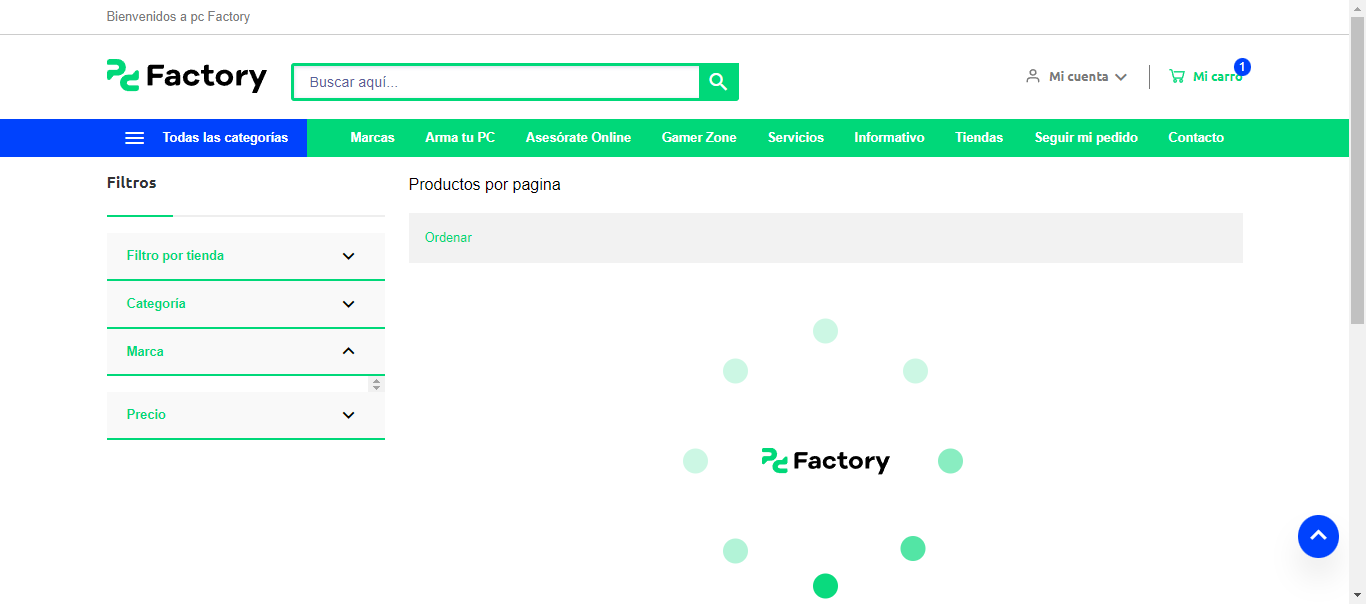 Bienvenidos a pc Factory
pc Factory
Buscar aquí...
Mi cuenta
Mi carro
1
Todas las categorías
Marcas
Arma tu PC
Asesórate Online
Gamer Zone
Servicios
Informativo
Tiendas
Seguir mi pedido
Contacto
Filtros
Productos por pagina
Ordenar
Filtro por tienda
Categoría
Marca
Precio
pc Factory